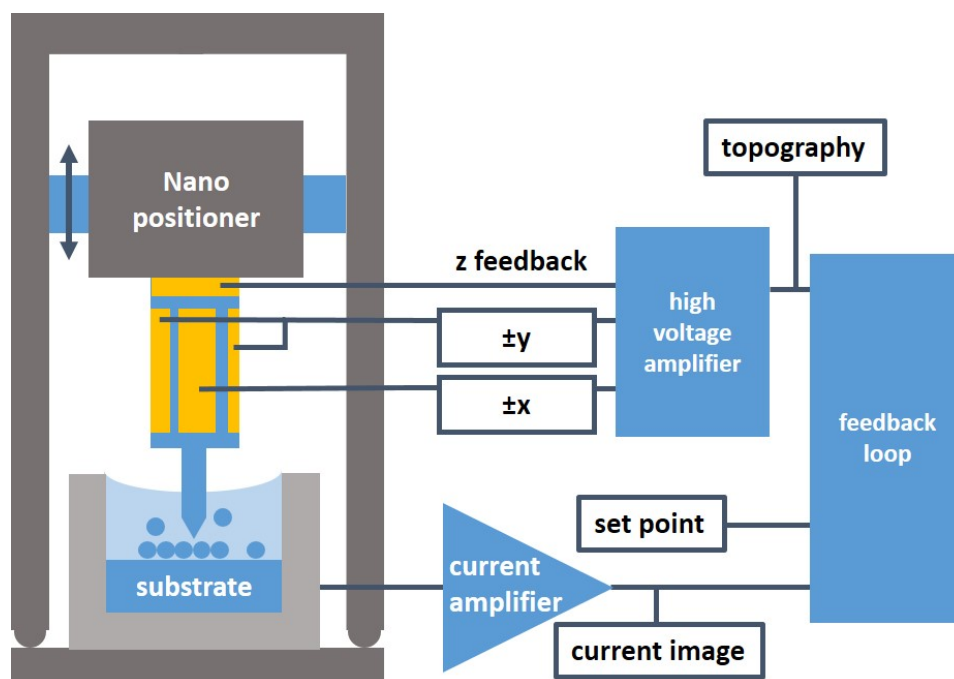 topography
Nano
positioner
z feedback
high
voltage
amplifier
±y
±x
feedback
loop
set point
current
amplifier
substrate
current image